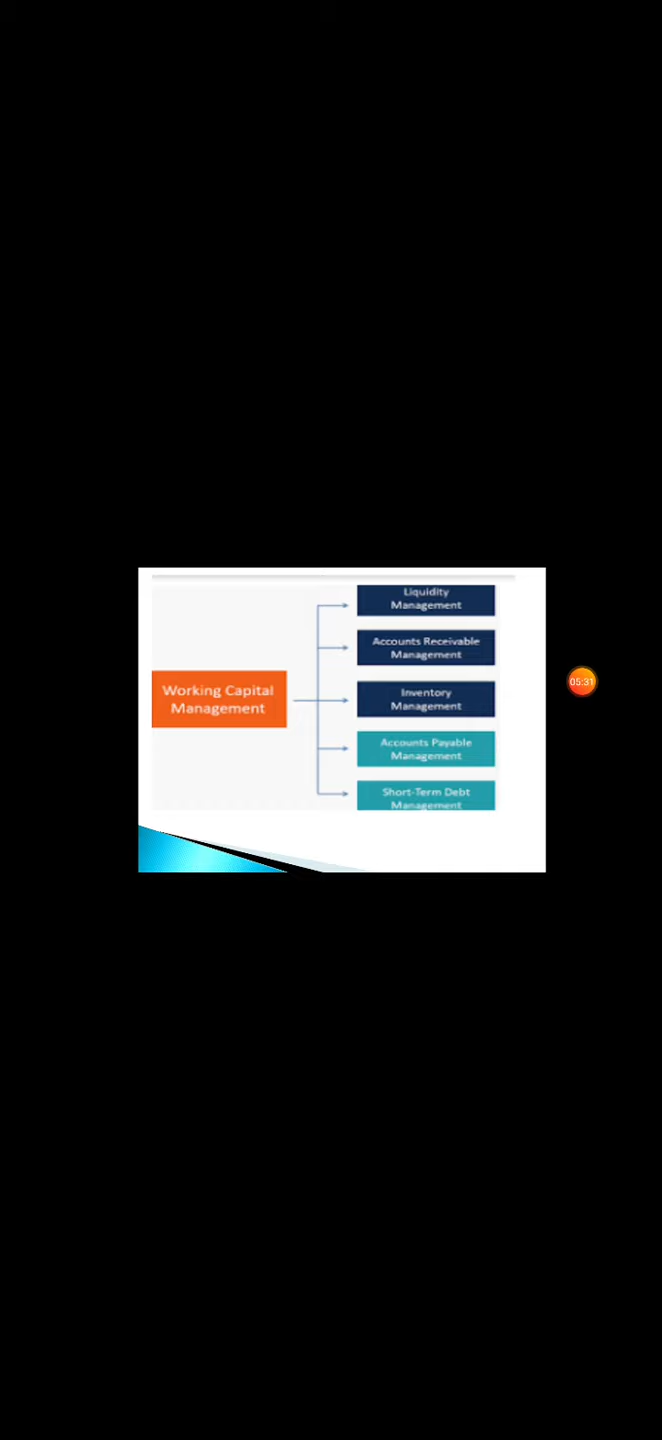 Liquidity
Management
Accounts Receivable
Management
Working Capital
Management
Inventory
Management
Accounts Payable
Management
Short-Term Debt
Management
05:31